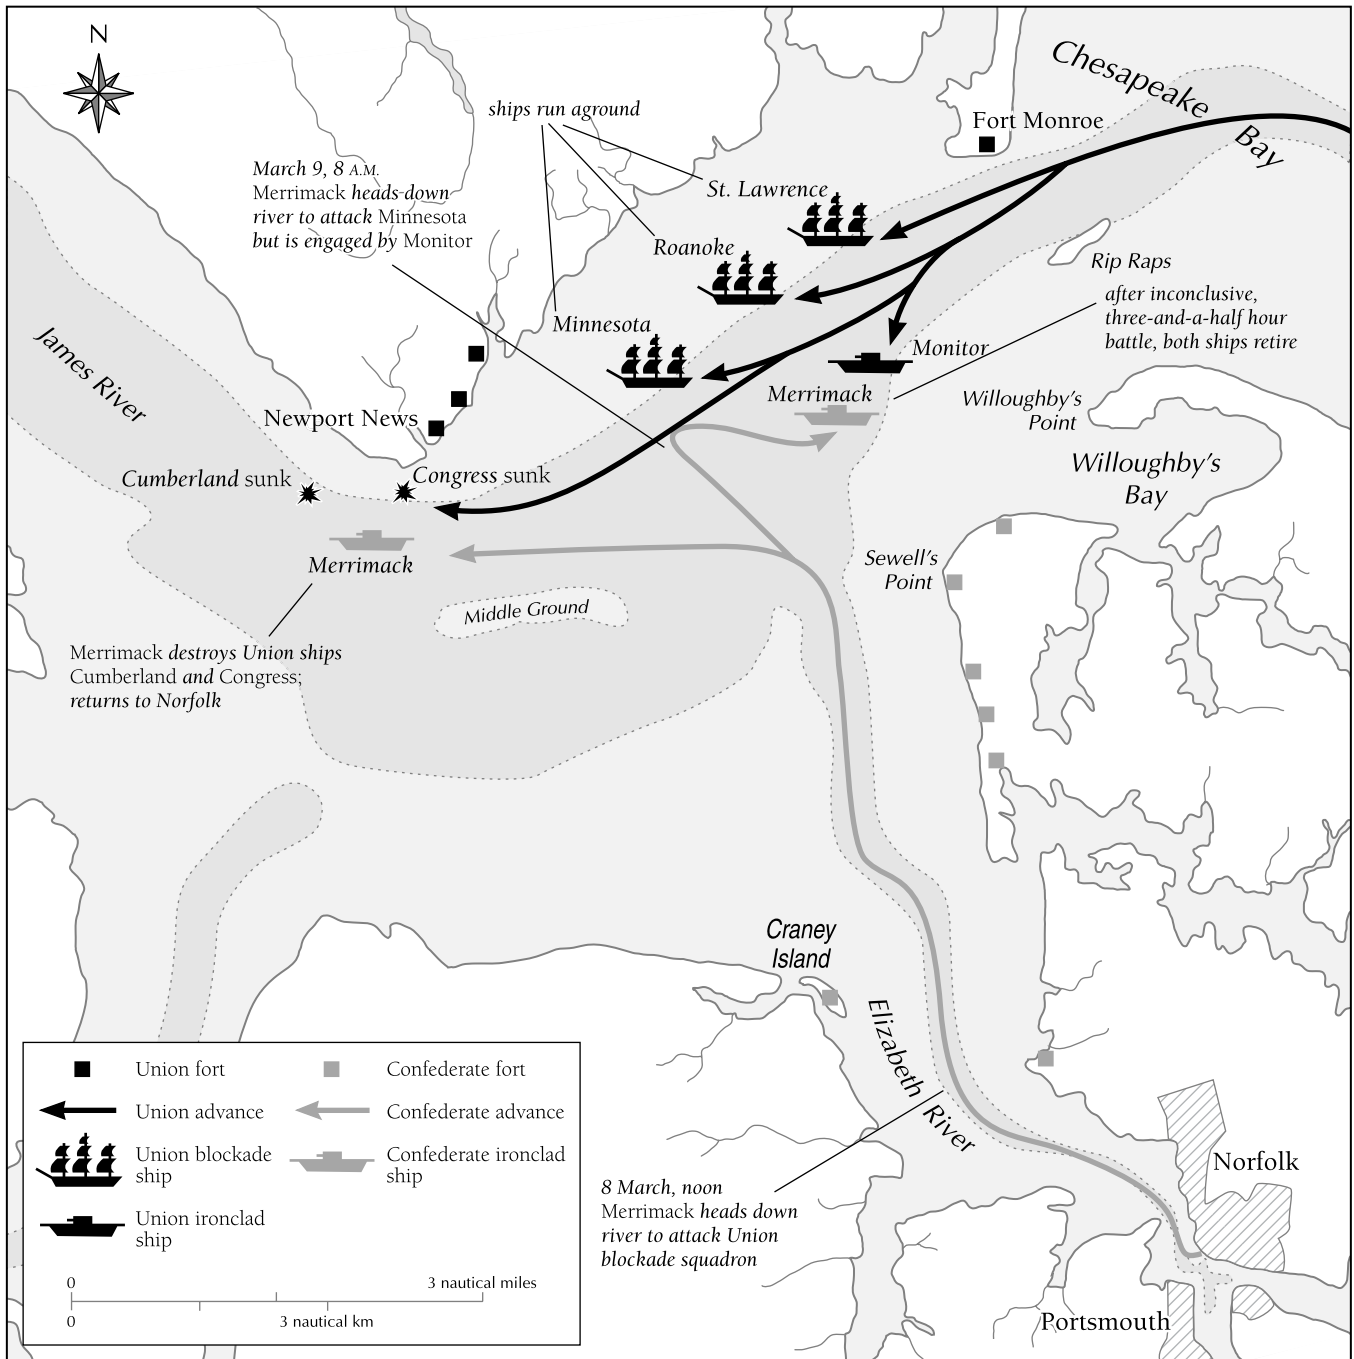 N
Chesapeake
Bay
ships run aground
Fort Monroe
March 9, 8 A.M.
Merrimack heads-down
river to attack Minnesota
but is engaged by Monitor
St. Lawrence
Roanoke
Rip Raps
after inconclusive,
three-and-a-half hour
battle, both ships retire
Minnesota
Monitor
James River
Merrimack
Willoughby's
Point
Newport News
Willoughby's
Bay
Cumberland sunk
Congress sunk
Merrimack
Sewell's
Point
Middle Ground
Merrimack destroys Union ships
Cumberland and Congress;
returns to Norfolk
Craney
Island
Elizabeth River
Union fort
Confederate fort
Union advance
Confederate advance
Union blockade
ship
Confederate ironclad
ship
Union ironclad
ship
0
3 nautical miles
0
3 nautical km
8 March, noon
Merrimack heads down
river to attack Union
blockade squadron
Norfolk
Portsmouth